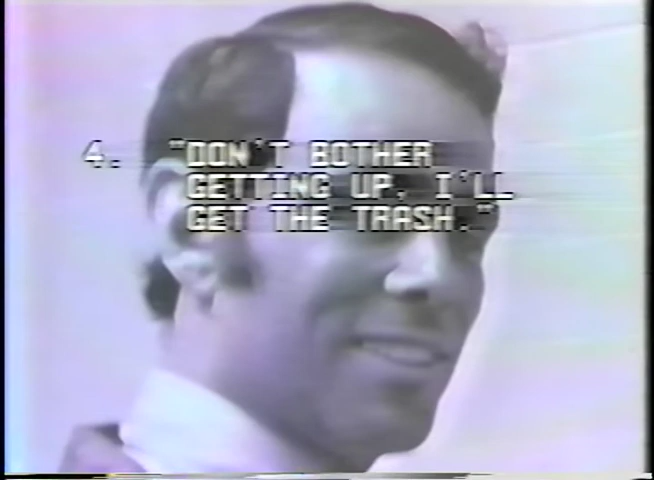 4. "DON'T BOTHER
GETTING UP, I'LL
GET THE TRASH."